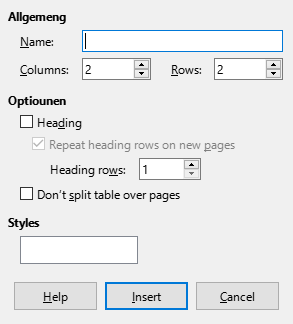 Allgemeng
Name:
Columns: 2 Rows: 2
Optiounen
Heading
Repeat heading rows on new pages
Heading rows: 1
Don't split table over pages
Styles
Help Insert Cancel